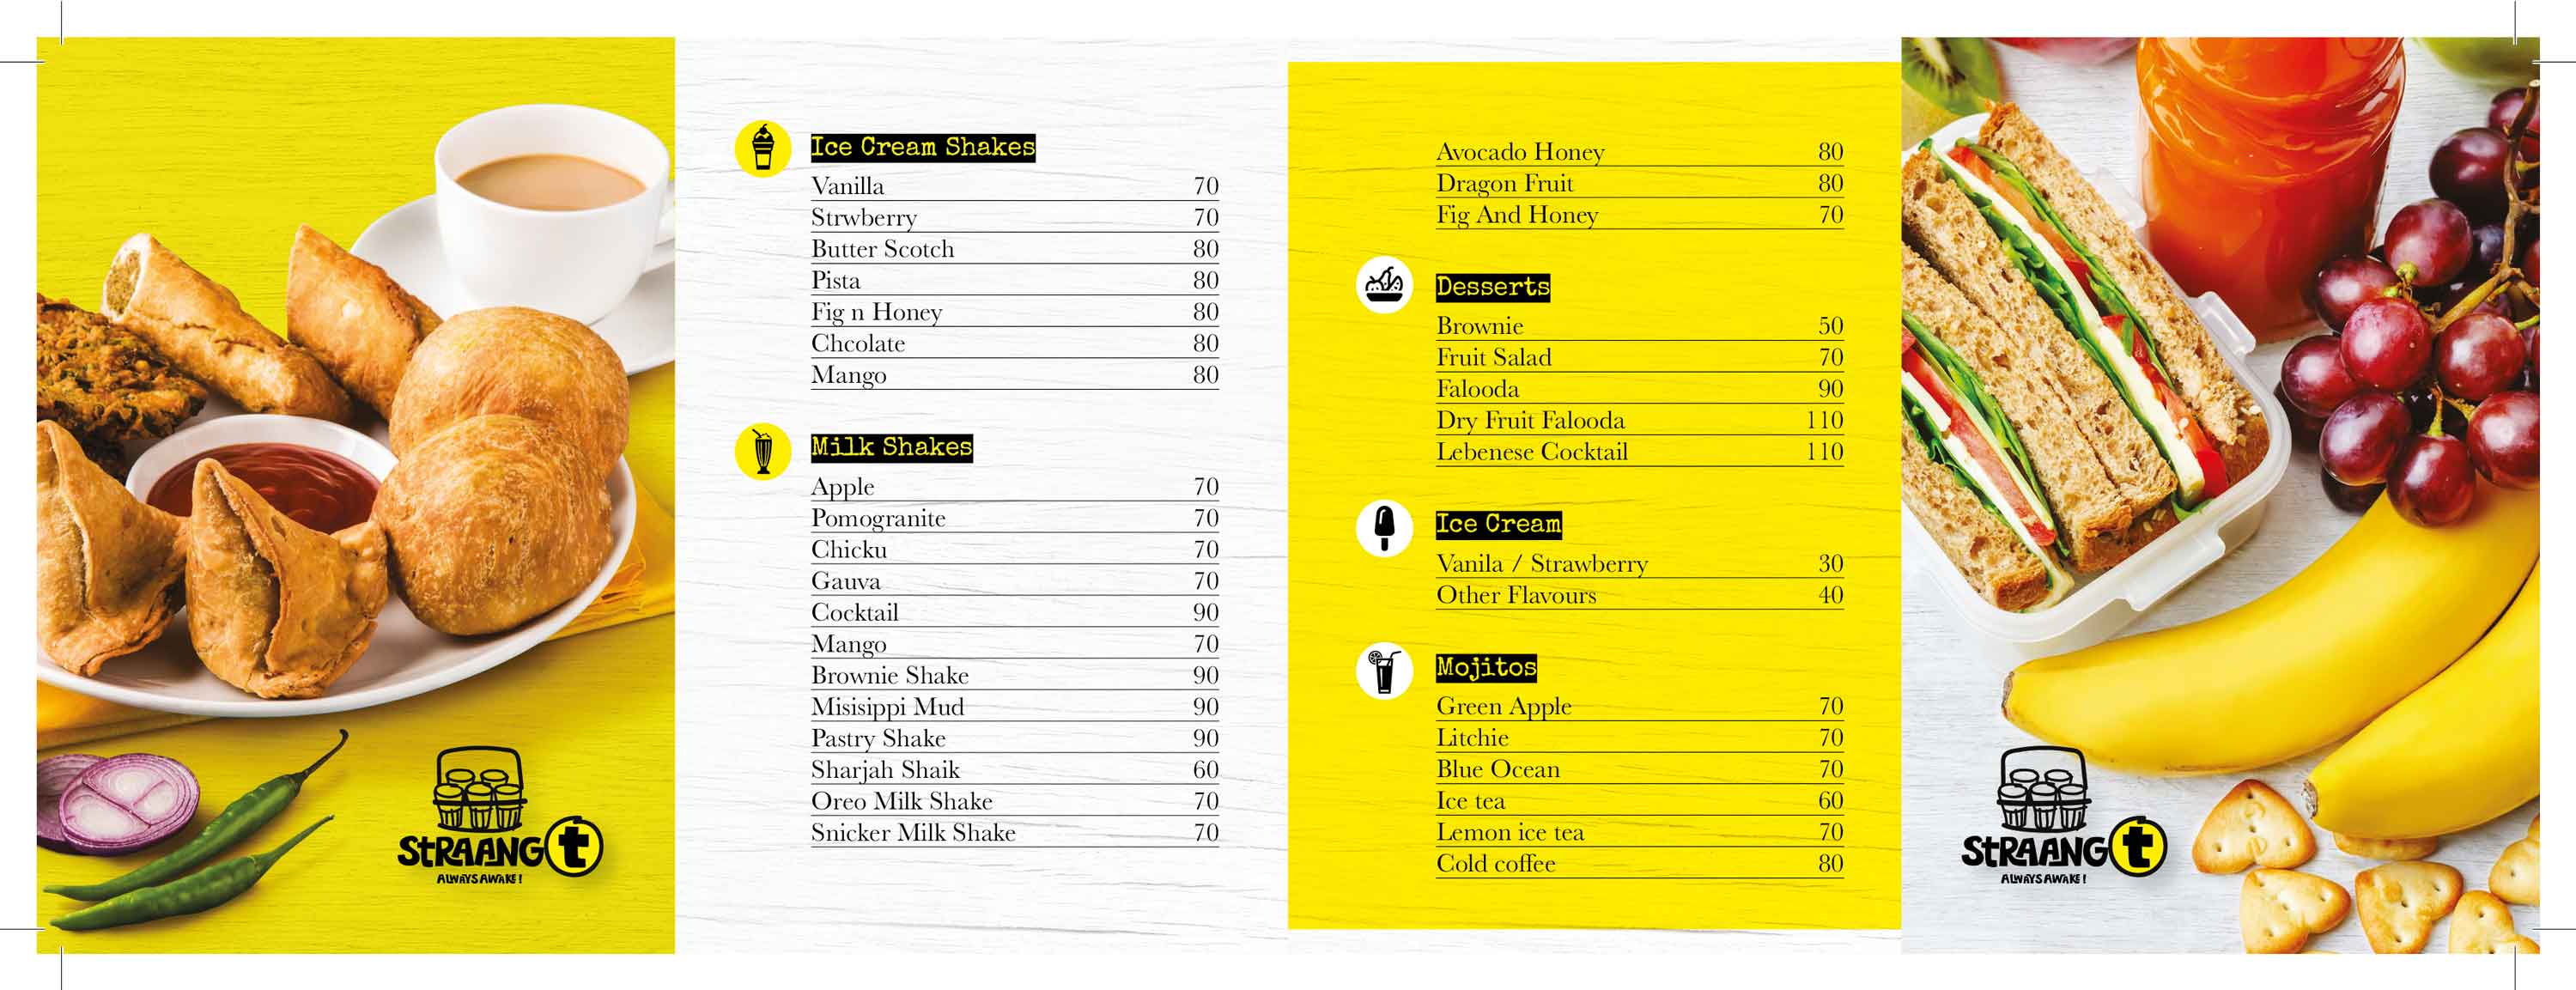 Ice Cream Shakes
Vanilla 70
Strwberry 70
Butter Scotch 80
Pista 80
Fig n Honey 80
Chcolate 80
Mango 80
Milk Shakes
Apple 70
Pomogranite 70
Chicku 70
Gauva 70
Cocktail 90
Mango 70
Brownie Shake 90
Misisippi Mud 90
Pastry Shake 90
Sharjah Shaik 60
Oreo Milk Shake 70
Snicker Milk Shake 70
Avocado Honey 80
Dragon Fruit 80
Fig And Honey 70
Desserts
Brownie 50
Fruit Salad 70
Falooda 90
Dry Fruit Falooda 110
Lebenese Cocktail 110
Ice Cream
Vanila / Strawberry 30
Other Flavours 40
Mojitos
Green Apple 70
Litchie 70
Blue Ocean 70
Ice tea 60
Lemon ice tea 70
Cold coffee 80
StRAANG t
ALWAYS AWAKE !
StRAANG t
ALWAYS AWAKE !